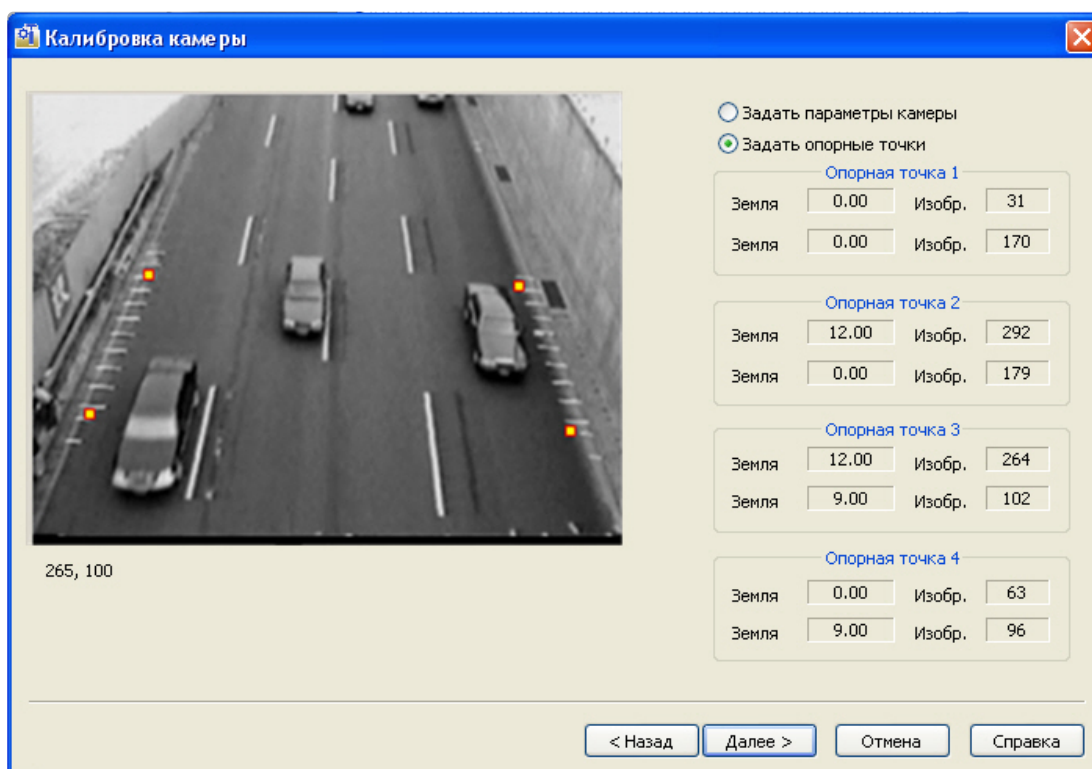 Калибровка камеры
Задать параметры камеры
Задать опорные точки
Опорная точка 1
Земля 0.00 Изобр. 31
Земля 0.00 Изобр. 170
Опорная точка 2
Земля 12.00 Изобр. 292
Земля 0.00 Изобр. 179
Опорная точка 3
Земля 12.00 Изобр. 264
Земля 9.00 Изобр. 102
Опорная точка 4
Земля 0.00 Изобр. 63
Земля 9.00 Изобр. 96
265, 100
< Назад Далее > Отмена Справка